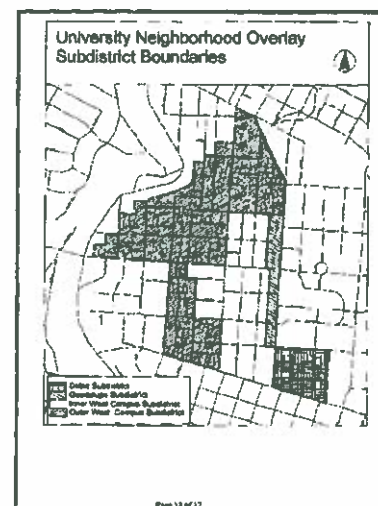 University Neighborhood Overlay
Subdistrict Boundaries
Dobie Subdistrict
Guadalupe Subdistrict
Inner West Campus Subdistrict
Outer West Campus Subdistrict